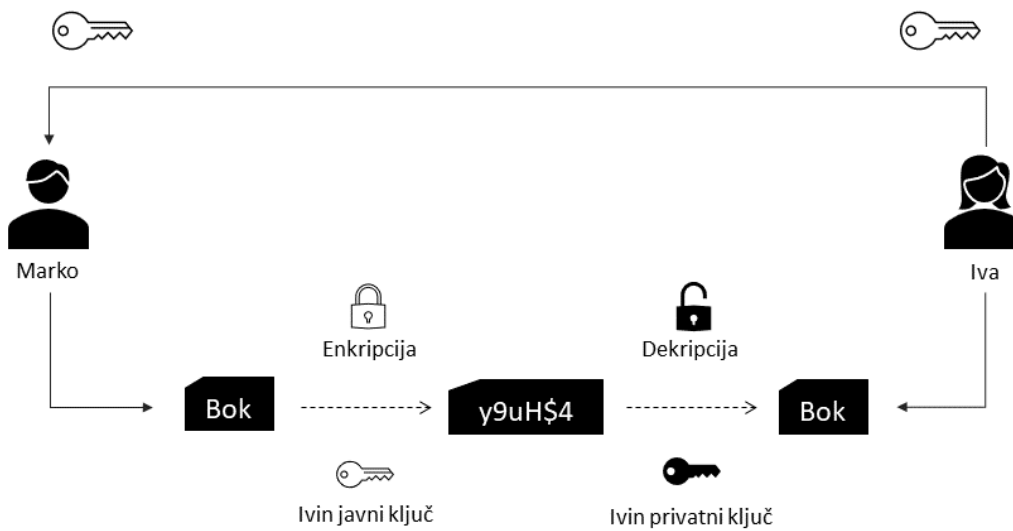 Marko
Iva
Enkripcija
Dekripcija
Bok
y9uH$4
Bok
Ivin javni ključ
Ivin privatni ključ